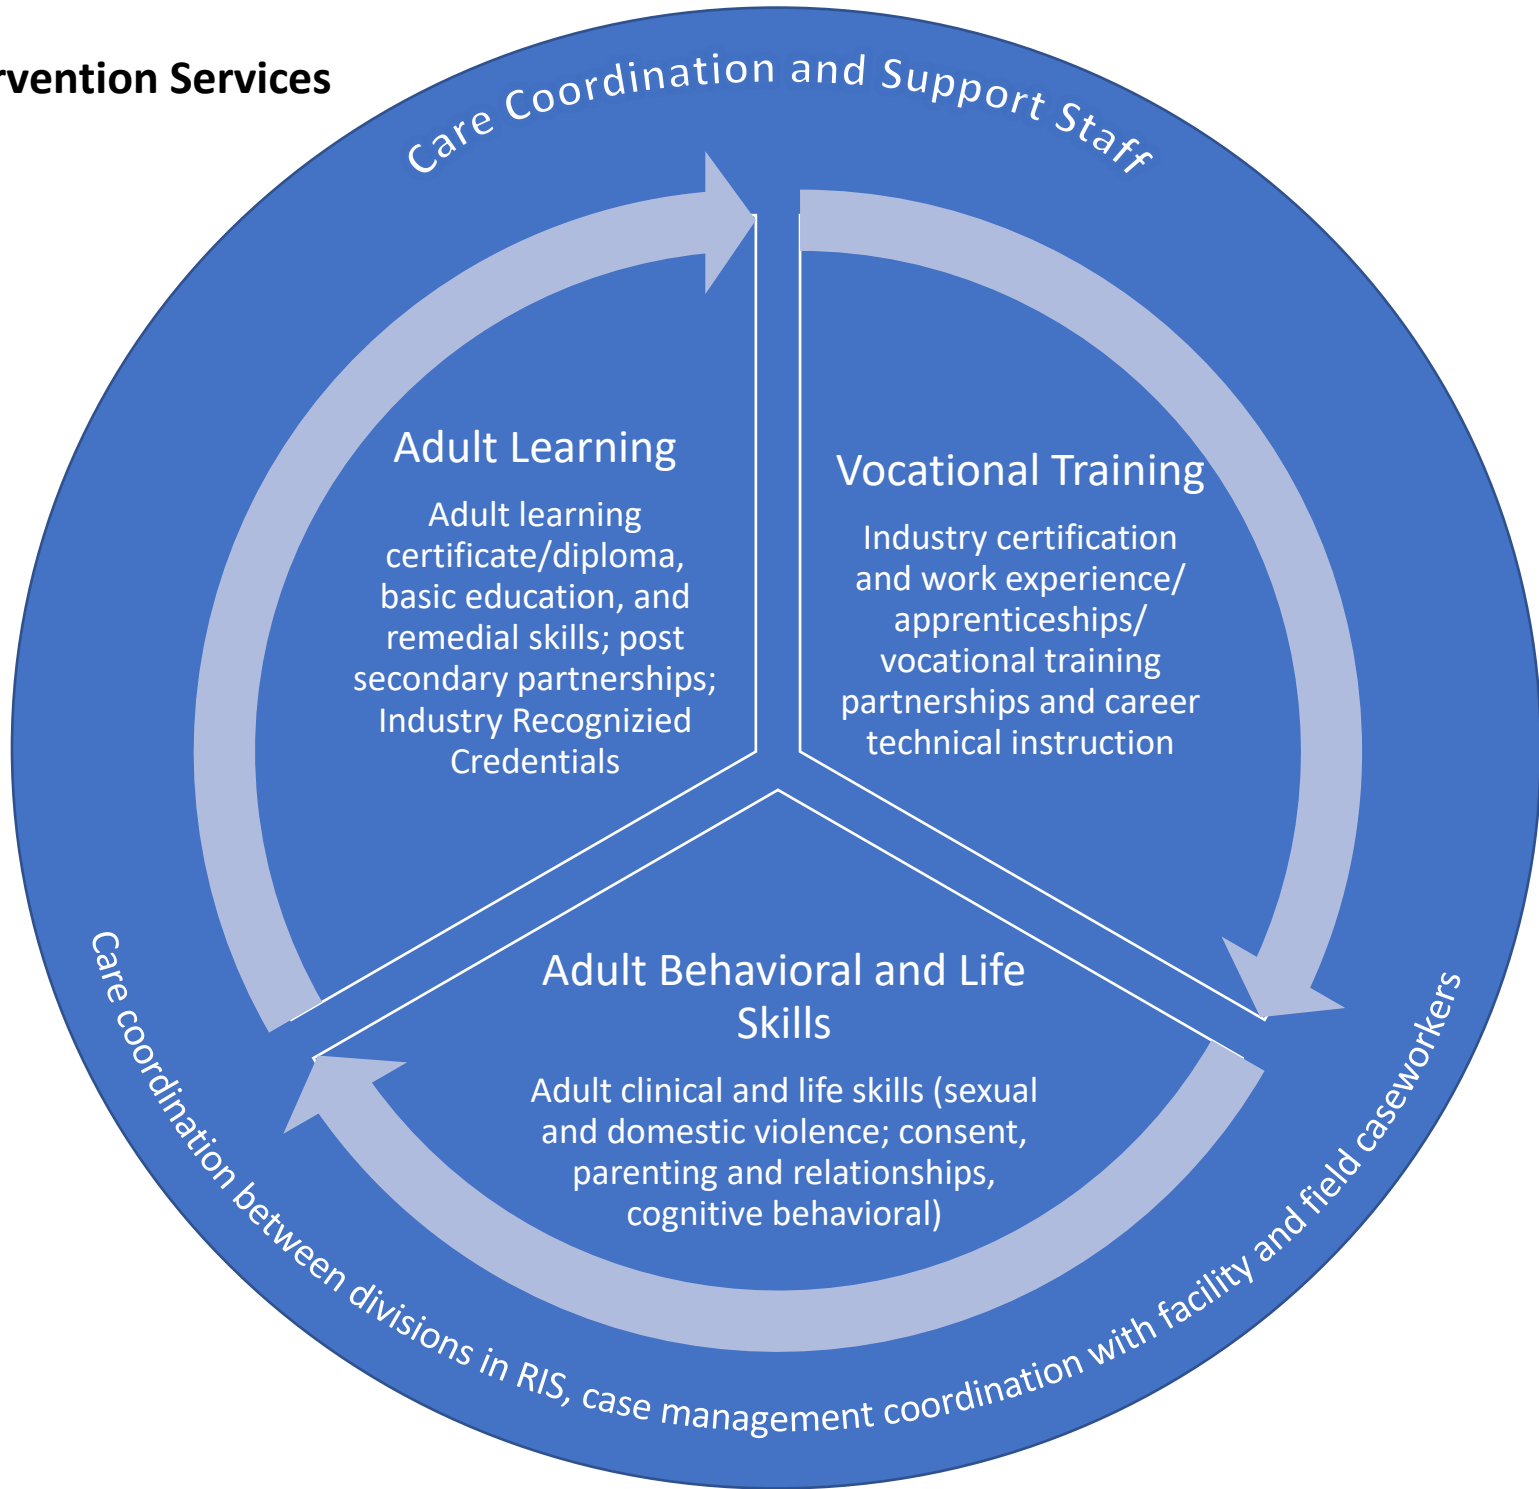 rvention Services
Care Coordination and Support Staff
Adult Learning
Adult learning
certificate/diploma,
basic education, and
remedial skills; post
secondary partnerships;
Industry Recognizied
Credentials
Vocational Training
Industry certification
and work experience/
apprenticeships/
vocational training
partnerships and career
technical instruction
Adult Behavioral and Life
Skills
Adult clinical and life skills (sexual
and domestic violence; consent,
parenting and relationships,
cognitive behavioral)
Care coordination between divisions in RIS, case management coordination with facility and field caseworkers